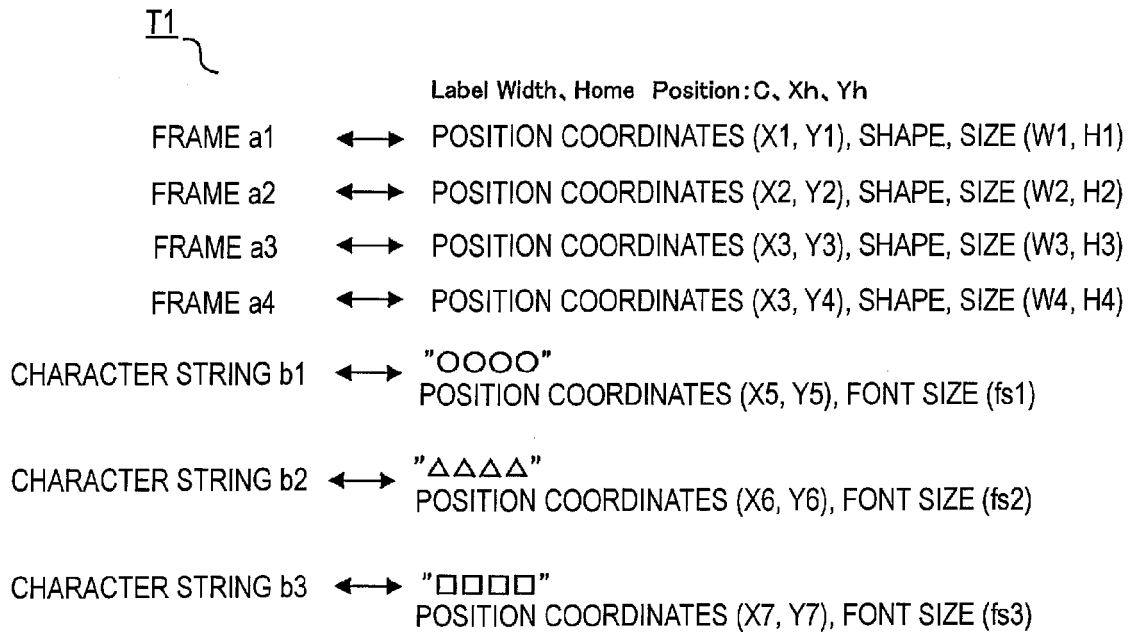 T1
Label Width、Home Position:C、Xh、Yh
FRAME a1 ↔ POSITION COORDINATES (X1, Y1), SHAPE, SIZE (W1, H1)
FRAME a2 ↔ POSITION COORDINATES (X2, Y2), SHAPE, SIZE (W2, H2)
FRAME a3 ↔ POSITION COORDINATES (X3, Y3), SHAPE, SIZE (W3, H3)
FRAME a4 ↔ POSITION COORDINATES (X3, Y4), SHAPE, SIZE (W4, H4)
CHARACTER STRING b1 ↔ "○○○○"
POSITION COORDINATES (X5, Y5), FONT SIZE (fs1)
CHARACTER STRING b2 ↔ "△△△△"
POSITION COORDINATES (X6, Y6), FONT SIZE (fs2)
CHARACTER STRING b3 ↔ "□□□□"
POSITION COORDINATES (X7, Y7), FONT SIZE (fs3)